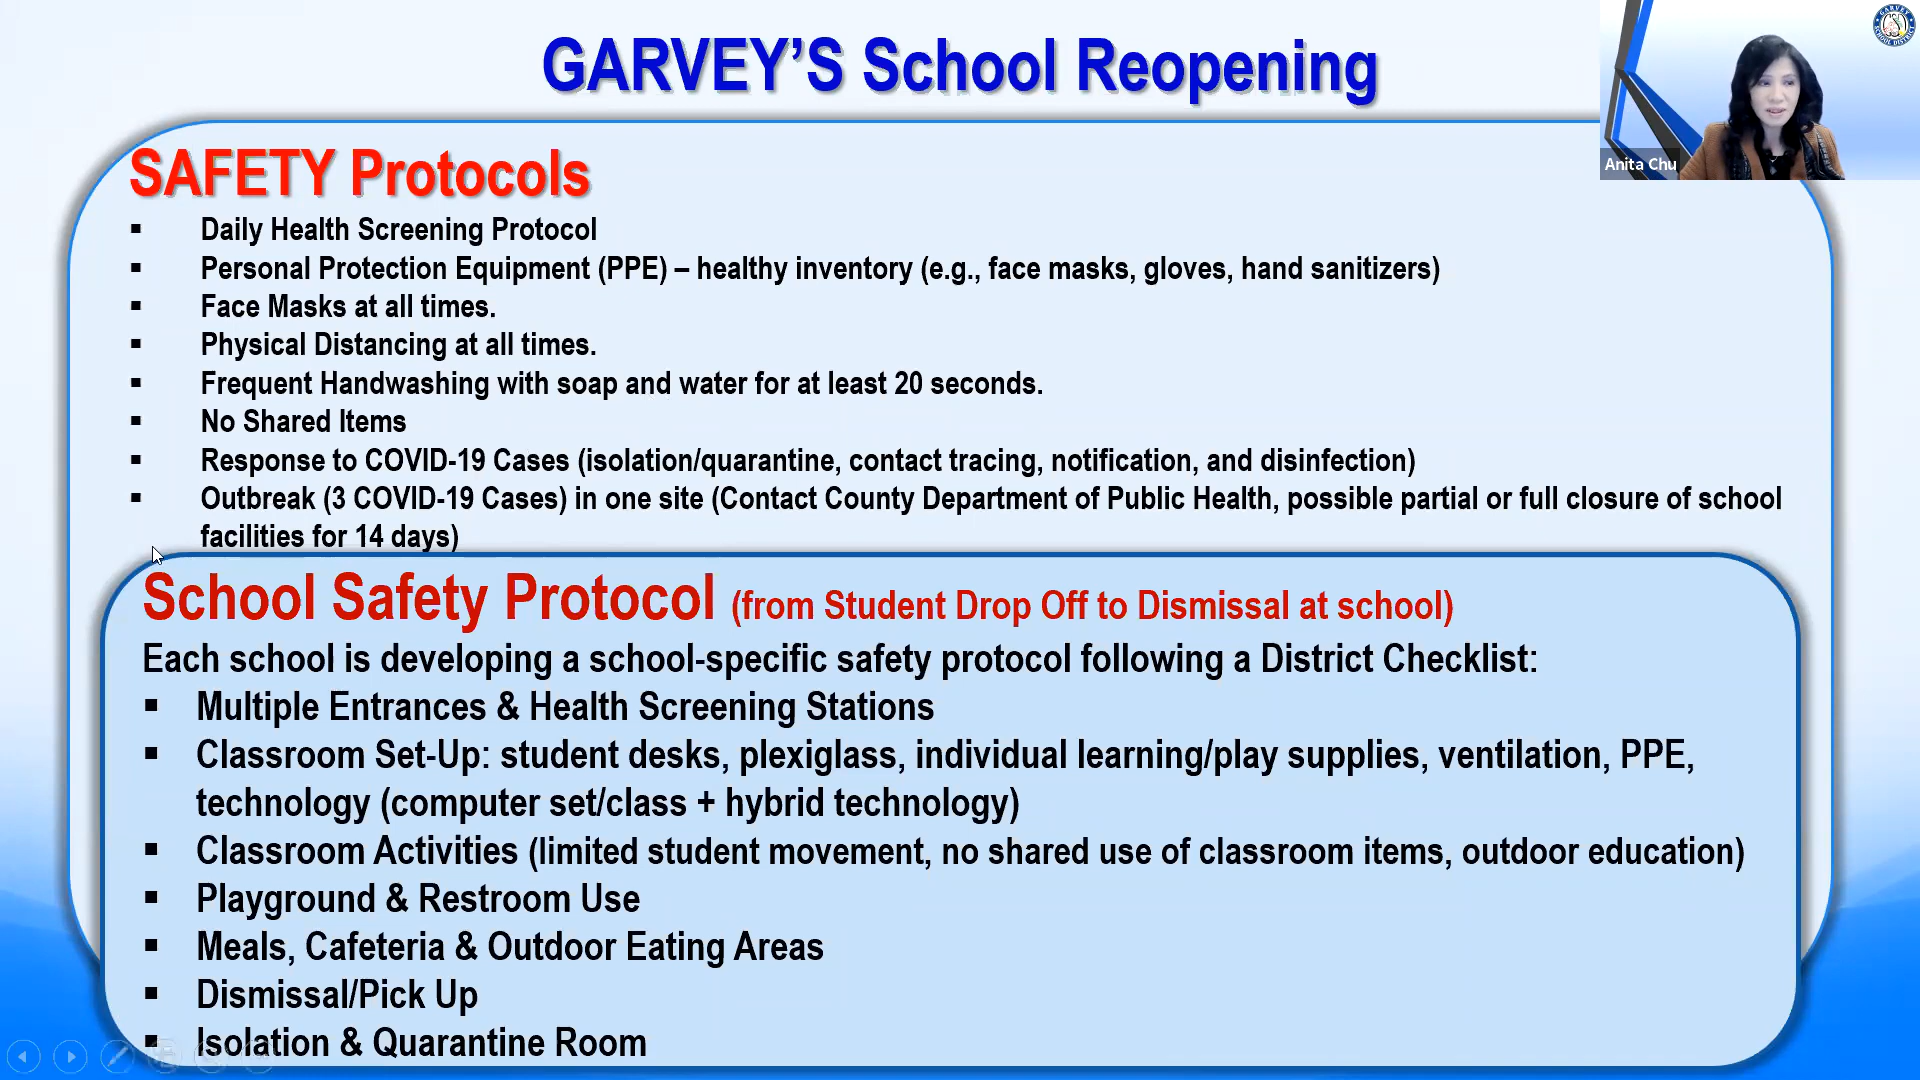 GARVEY'S School Reopening
GARVEY
SCHOOL DISTRICT
Anita Chu
SAFETY Protocols
▪ Daily Health Screening Protocol
▪ Personal Protection Equipment (PPE) – healthy inventory (e.g., face masks, gloves, hand sanitizers)
▪ Face Masks at all times.
▪ Physical Distancing at all times.
▪ Frequent Handwashing with soap and water for at least 20 seconds.
▪ No Shared Items
▪ Response to COVID-19 Cases (isolation/quarantine, contact tracing, notification, and disinfection)
▪ Outbreak (3 COVID-19 Cases) in one site (Contact County Department of Public Health, possible partial or full closure of school
facilities for 14 days)
School Safety Protocol (from Student Drop Off to Dismissal at school)
Each school is developing a school-specific safety protocol following a District Checklist:
▪ Multiple Entrances & Health Screening Stations
▪ Classroom Set-Up: student desks, plexiglass, individual learning/play supplies, ventilation, PPE,
technology (computer set/class + hybrid technology)
▪ Classroom Activities (limited student movement, no shared use of classroom items, outdoor education)
▪ Playground & Restroom Use
▪ Meals, Cafeteria & Outdoor Eating Areas
▪ Dismissal/Pick Up
▪ Isolation & Quarantine Room